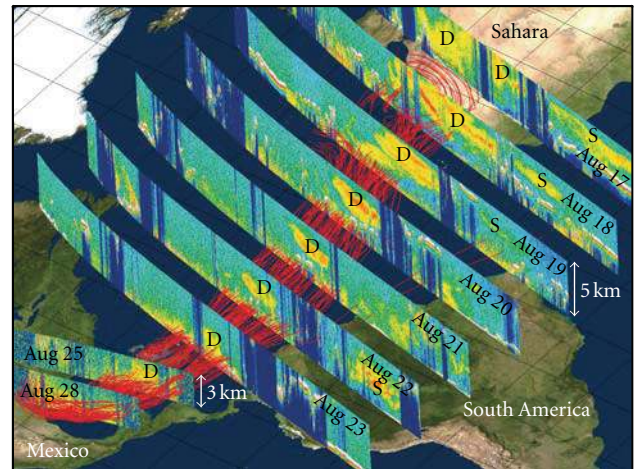 D
Sahara
D
D
S
Aug 17
D
S
Aug 18
D
S
Aug 19
5 km
D
Aug 20
D
Aug 21
D
Aug 22
S
D
Aug 23
Aug 25
D
Aug 28
3 km
South America
Mexico